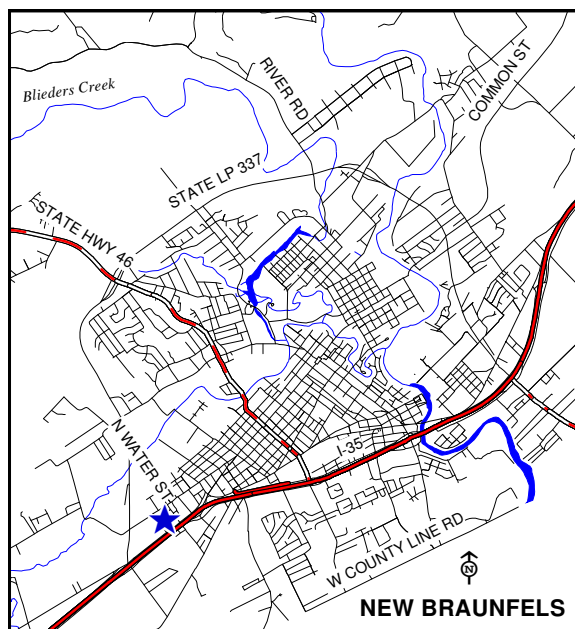 Blieders Creek
RIVER RD
COMMON ST
STATE LP 337
STATE HWY 46
N WATER ST
I-35
W COUNTY LINE RD
N
NEW BRAUNFELS